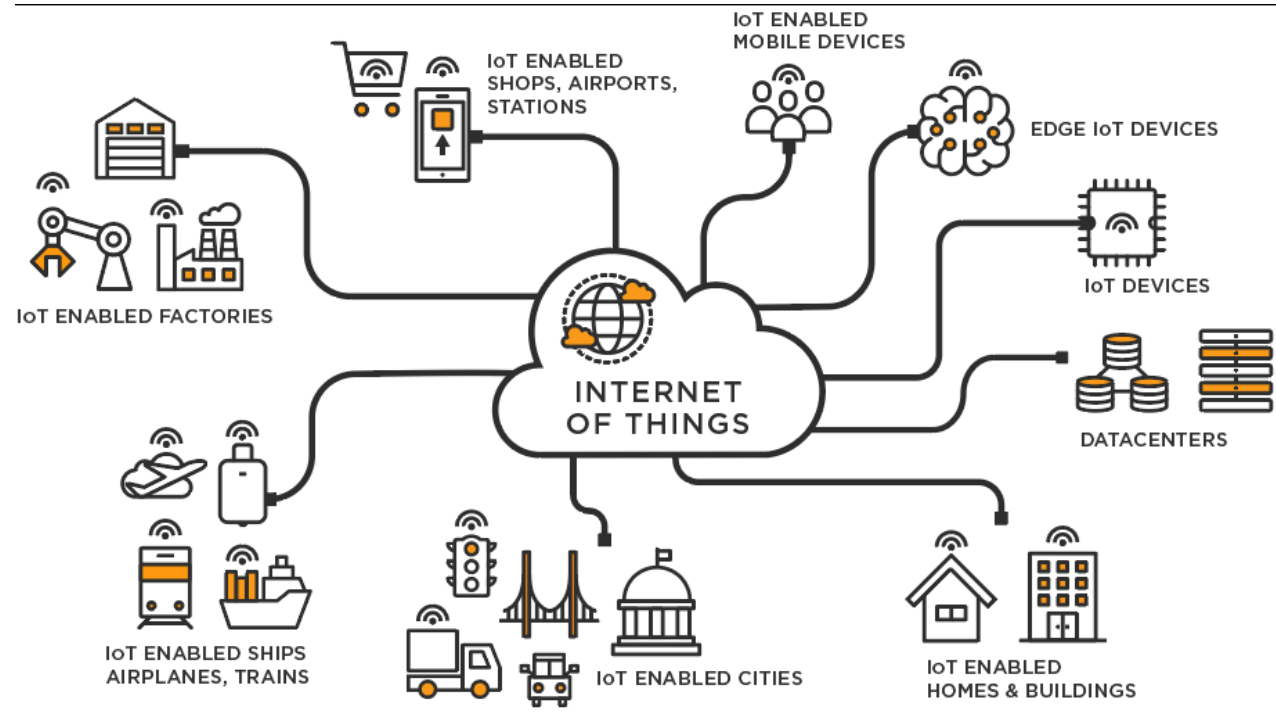 IoT ENABLED
SHOPS, AIRPORTS,
STATIONS
IoT ENABLED
MOBILE DEVICES
EDGE IoT DEVICES
IoT DEVICES
IoT ENABLED FACTORIES
INTERNET
OF THINGS
DATACENTERS
IoT ENABLED SHIPS
AIRPLANES, TRAINS
IoT ENABLED CITIES
IoT ENABLED
HOMES & BUILDINGS